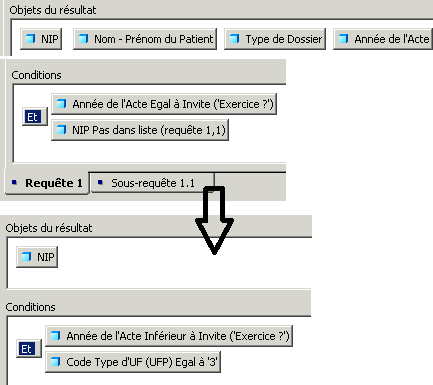 Objets du résultat
NIP Nom - Prénom du Patient Type de Dossier Année de l'Acte
Conditions
Année de l'Acte Egal à Invite ('Exercice ?')
Et
NIP Pas dans liste (requête 1,1)
Requête 1 Sous-requête 1.1
Objets du résultat
NIP
Conditions
Année de l'Acte Inférieur à Invite ('Exercice ?')
Et
Code Type d'UF (UFP) Egal à '3'